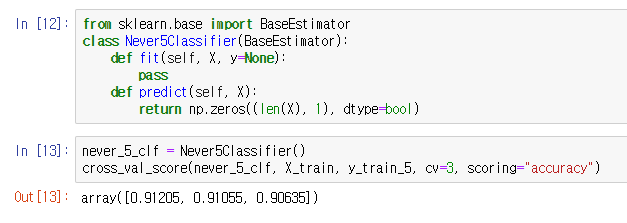 In [12]: from sklearn.base import BaseEstimator
class Never5Classifier(BaseEstimator):
    def fit(self, X, y=None):
        pass
    def predict(self, X):
        return np.zeros((len(X), 1), dtype=bool)
In [13]: never_5_clf = Never5Classifier()
cross_val_score(never_5_clf, X_train, y_train_5, cv=3, scoring="accuracy")
Out[13]: array([0.91205, 0.91055, 0.90635])